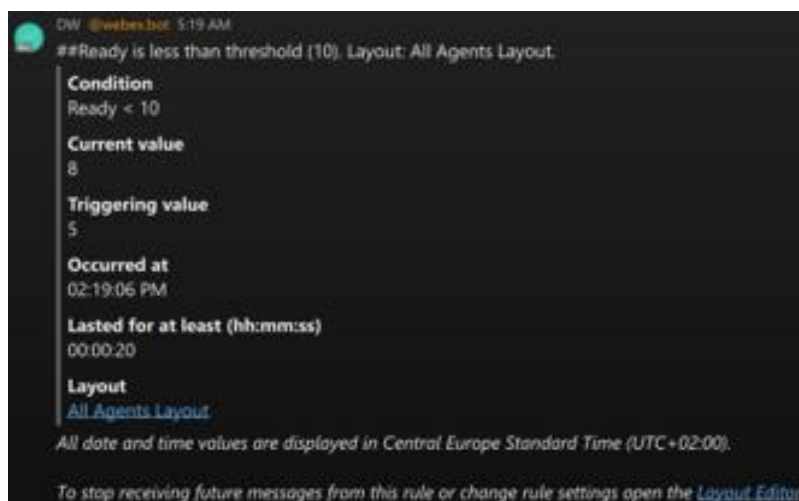 DW @webex.bot 5:19 AM
##Ready is less than threshold (10). Layout: All Agents Layout.
Condition
Ready < 10
Current value
8
Triggering value
5
Occurred at
02:19:06 PM
Lasted for at least (hh:mm:ss)
00:00:20
Layout
All Agents Layout
All date and time values are displayed in Central Europe Standard Time (UTC+02:00).
To stop receiving future messages from this rule or change rule settings open the Layout Editor